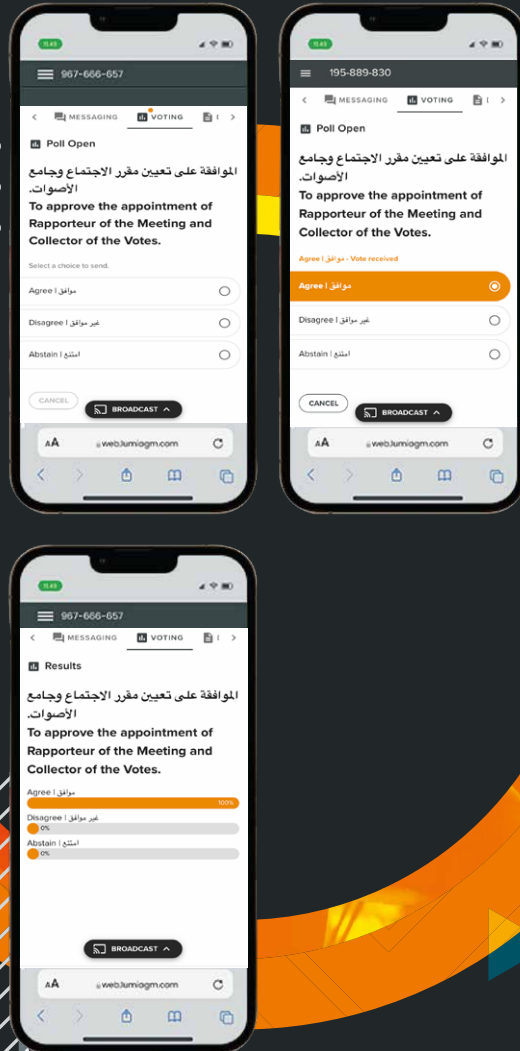 11:43
967-666-657
MESSAGING
VOTING
Poll Open
الموافقة على تعيين مقرر الاجتماع وجامع
الأصوات.
To approve the appointment of
Rapporteur of the Meeting and
Collector of the Votes.
Select a choice to send.
Agree | موافق
Disagree | غير موافق
Abstain | امتنع
CANCEL
BROADCAST
AA
web.lumiagm.com
11:43
195-889-830
MESSAGING
VOTING
Poll Open
الموافقة على تعيين مقرر الاجتماع وجامع
الأصوات.
To approve the appointment of
Rapporteur of the Meeting and
Collector of the Votes.
Agree | موافق - Vote received
Agree | موافق
Disagree | غير موافق
Abstain | امتنع
CANCEL
BROADCAST
AA
web.lumiagm.com
11:43
967-666-657
MESSAGING
VOTING
Results
الموافقة على تعيين مقرر الاجتماع وجامع
الأصوات.
To approve the appointment of
Rapporteur of the Meeting and
Collector of the Votes.
Agree | موافق
100%
Disagree | غير موافق
0%
Abstain | امتنع
0%
BROADCAST
AA
web.lumiagm.com